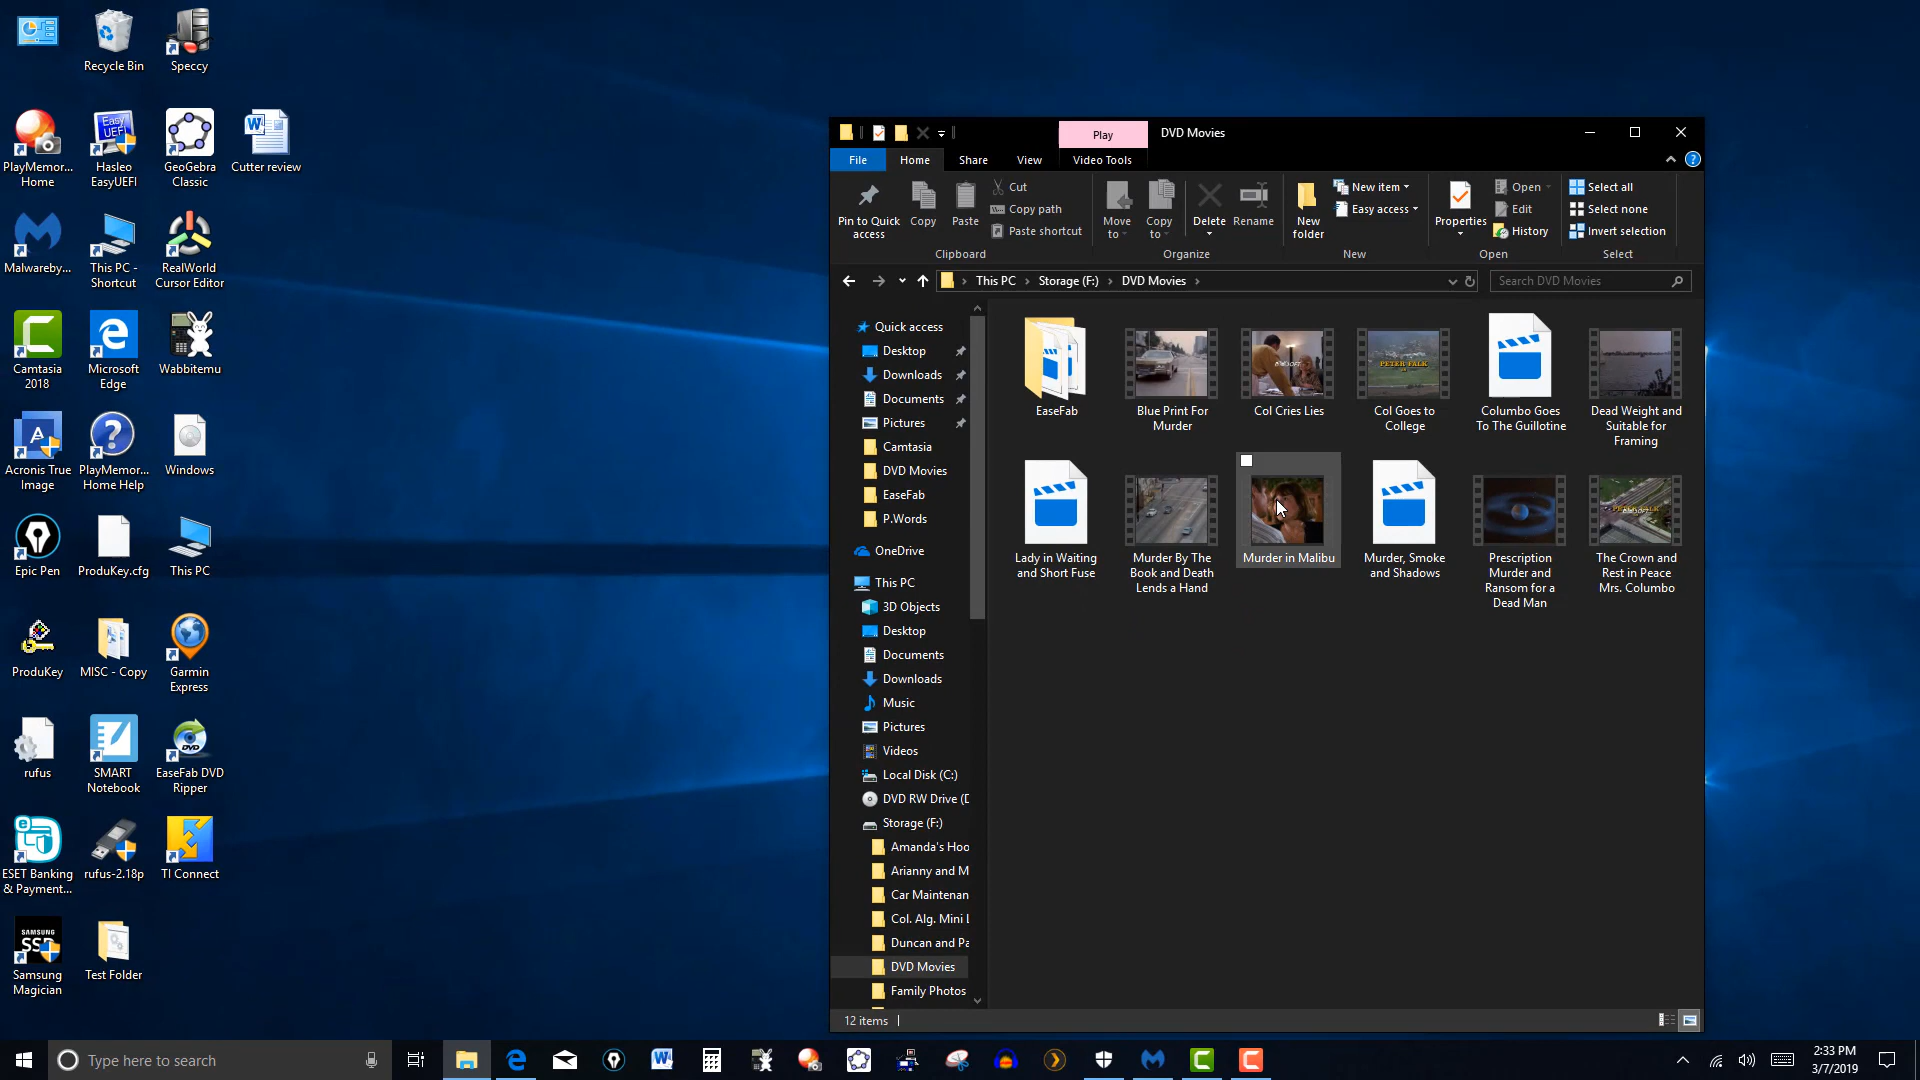 Recycle Bin
Speccy
PlayMemor...
Home
Hasleo
EasyUEFI
GeoGebra
Classic
Cutter review
Malwareby...
This PC -
Shortcut
RealWorld
Cursor Editor
Camtasia
2018
Microsoft
Edge
Wabbitemu
Acronis True
Image
PlayMemor...
Home Help
Windows
Epic Pen
ProduKey.cfg
This PC
ProduKey
MISC - Copy
Garmin
Express
rufus
SMART
Notebook
EaseFab DVD
Ripper
ESET Banking
& Payment...
rufus-2.18p
TI Connect
Samsung
Magician
Test Folder
Play
DVD Movies
File
Home
Share
View
Video Tools
Pin to Quick
access
Copy
Paste
Cut
Copy path
Paste shortcut
Clipboard
Move
to
Copy
to
Delete
Rename
Organize
New
folder
New item
Easy access
New
Properties
Open
Edit
History
Open
Select all
Select none
Invert selection
Select
This PC
Storage (F:)
DVD Movies
Search DVD Movies
Quick access
Desktop
Downloads
Documents
Pictures
Camtasia
DVD Movies
EaseFab
P.Words
OneDrive
This PC
3D Objects
Desktop
Documents
Downloads
Music
Pictures
Videos
Local Disk (C:)
DVD RW Drive (D
Storage (F:)
Amanda's Hoo
Arianny and M
Car Maintenan
Col. Alg. Mini L
Duncan and Pa
DVD Movies
Family Photos
EaseFab
Blue Print For
Murder
Col Cries Lies
PETER FALK
Col Goes to
College
Columbo Goes
To The Guillotine
Dead Weight and
Suitable for
Framing
Lady in Waiting
and Short Fuse
Murder By The
Book and Death
Lends a Hand
Murder in Malibu
Murder, Smoke
and Shadows
Prescription
Murder and
Ransom for a
Dead Man
The Crown and
Rest in Peace
Mrs. Columbo
12 items
Type here to search
2:33 PM
3/7/2019